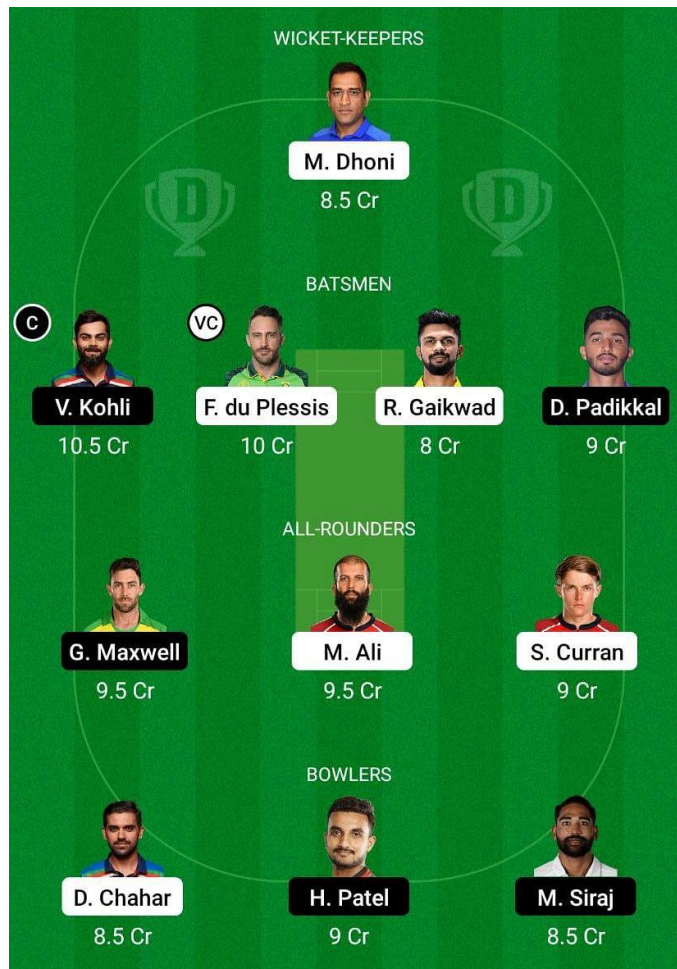 WICKET-KEEPERS
M. Dhoni
8.5 Cr
BATSMEN
C
VC
V. Kohli
F. du Plessis
R. Gaikwad
D. Padikkal
10.5 Cr
10 Cr
8 Cr
9 Cr
ALL-ROUNDERS
G. Maxwell
M. Ali
S. Curran
9.5 Cr
9.5 Cr
9 Cr
BOWLERS
D. Chahar
H. Patel
M. Siraj
8.5 Cr
9 Cr
8.5 Cr
D
D